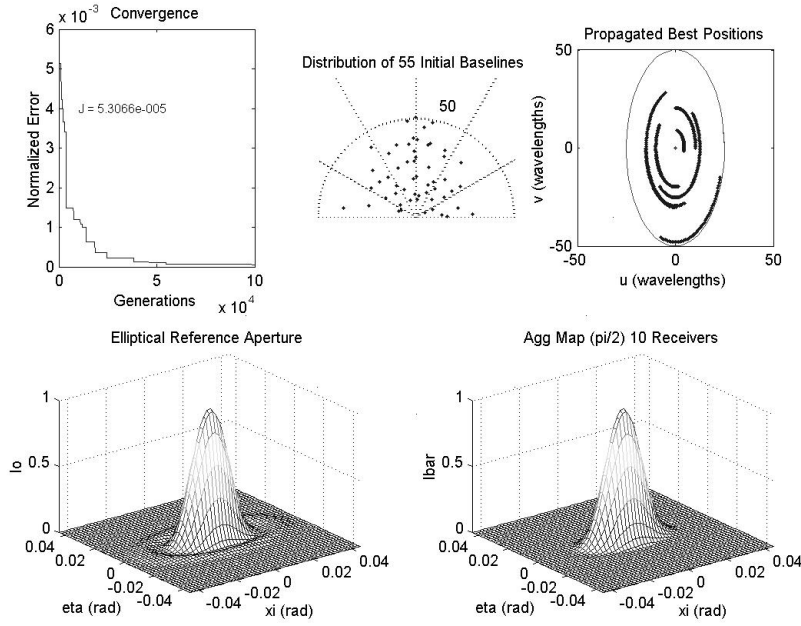 x 10^-3
Convergence
6
5
4
3
2
1
0
Normalized Error
J = 5.3066e-005
0
5
10
Generations
x 10^4
Distribution of 55 Initial Baselines
50
Propagated Best Positions
50
0
-50
v (wavelengths)
-50
0
50
u (wavelengths)
Elliptical Reference Aperture
1
0.5
0
Io
0.04
0.02
0
-0.02
-0.04
eta (rad)
-0.04
-0.02
0
0.02
0.04
xi (rad)
Agg Map (pi/2) 10 Receivers
1
0.5
0
Ibar
0.04
0.02
0
-0.02
-0.04
eta (rad)
-0.04
-0.02
0
0.02
0.04
xi (rad)